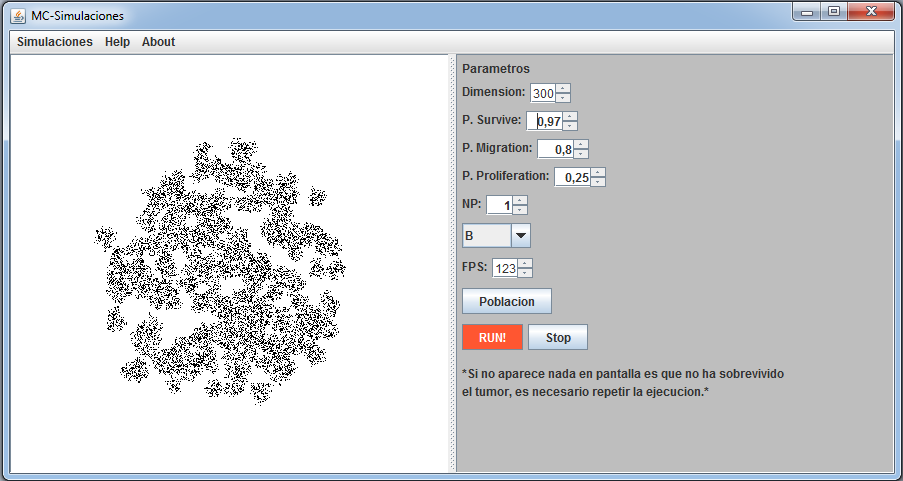 MC-Simulaciones
Simulaciones Help About
Parametros
Dimension: 300
P. Survive: 0,97
P. Migration: 0,8
P. Proliferation: 0,25
NP: 1
B
FPS: 123
Poblacion
RUN! Stop
*Si no aparece nada en pantalla es que no ha sobrevivido
el tumor, es necesario repetir la ejecucion.*